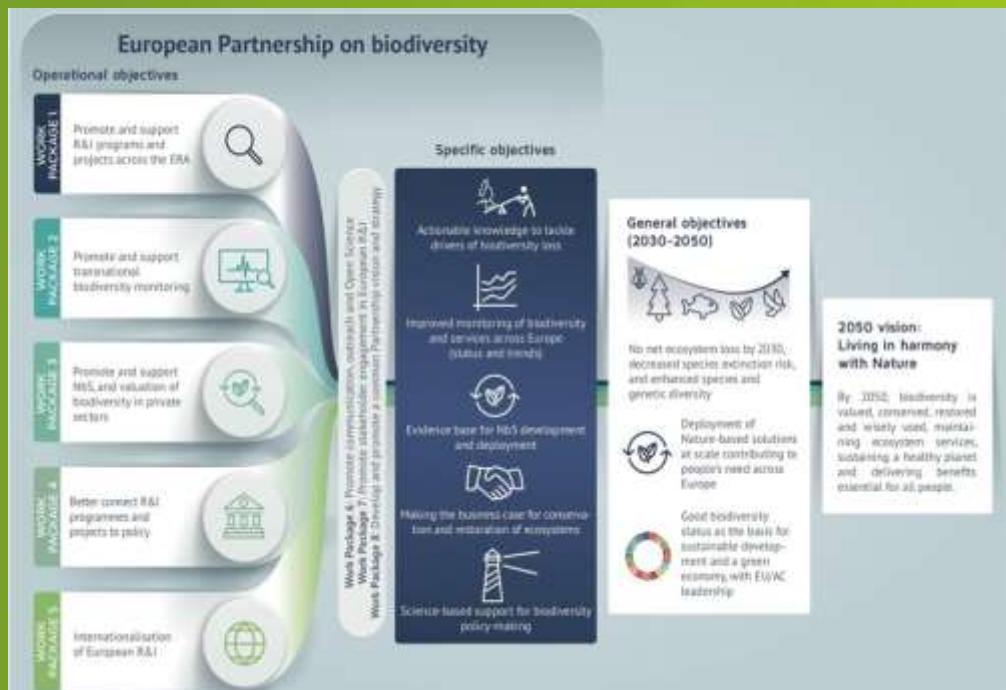 European Partnership on biodiversity
Operational objectives
WORK
PACKAGE 1
Promote and support
R&I programs and
projects across the ERA
WORK
PACKAGE 2
Promote and support
transnational
biodiversity monitoring
WORK
PACKAGE 3
Promote and support
NbS, and valuation of
biodiversity in private
sectors
WORK
PACKAGE 4
Better connect R&I
programmes and
projects to policy
WORK
PACKAGE 5
Internationalisation
of European R&I
Work Package 6: Promote communication, outreach and Open Science
Work Package 7: Promote stakeholder engagement in European R&I
Work Package 8: Develop and promote a common Partnership vision and strategy
Specific objectives
Actionable knowledge to tackle
drivers of biodiversity loss
Improved monitoring of biodiversity
and services across Europe
(status and trends)
Evidence base for NbS development
and deployment
Making the business case for conserva-
tion and restoration of ecosystems
Science-based support for biodiversity
policy-making
General objectives
(2030-2050)
No net ecosystem loss by 2030,
decreased species extinction risk,
and enhanced species and
genetic diversity
Deployment of
Nature-based solutions
at scale contributing to
people's need across
Europe
Good biodiversity
status as the basis for
sustainable develop-
ment and a green
economy, with EU/AC
leadership
2050 vision:
Living in harmony
with Nature
By 2050, biodiversity is
valued, conserved, restored
and wisely used, maintai-
ning ecosystem services,
sustaining a healthy planet
and delivering benefits
essential for all people.